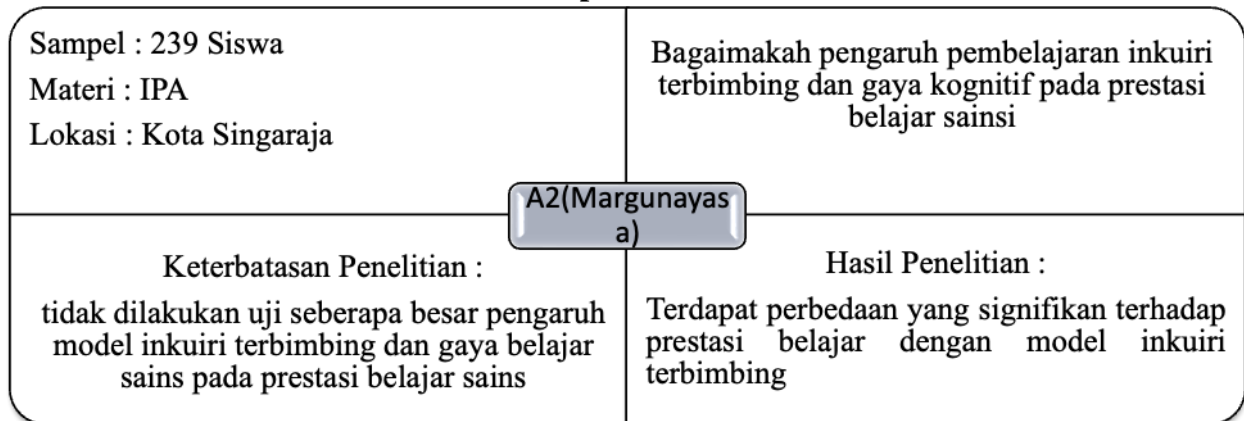 Sampel : 239 Siswa
Materi : IPA
Lokasi : Kota Singaraja
Bagaimakah pengaruh pembelajaran inkuiri
terbimbing dan gaya kognitif pada prestasi
belajar sainsi
A2(Margunayas
a)
Keterbatasan Penelitian :
tidak dilakukan uji seberapa besar pengaruh
model inkuiri terbimbing dan gaya belajar
sains pada prestasi belajar sains
Hasil Penelitian :
Terdapat perbedaan yang signifikan terhadap
prestasi belajar dengan model inkuiri
terbimbing